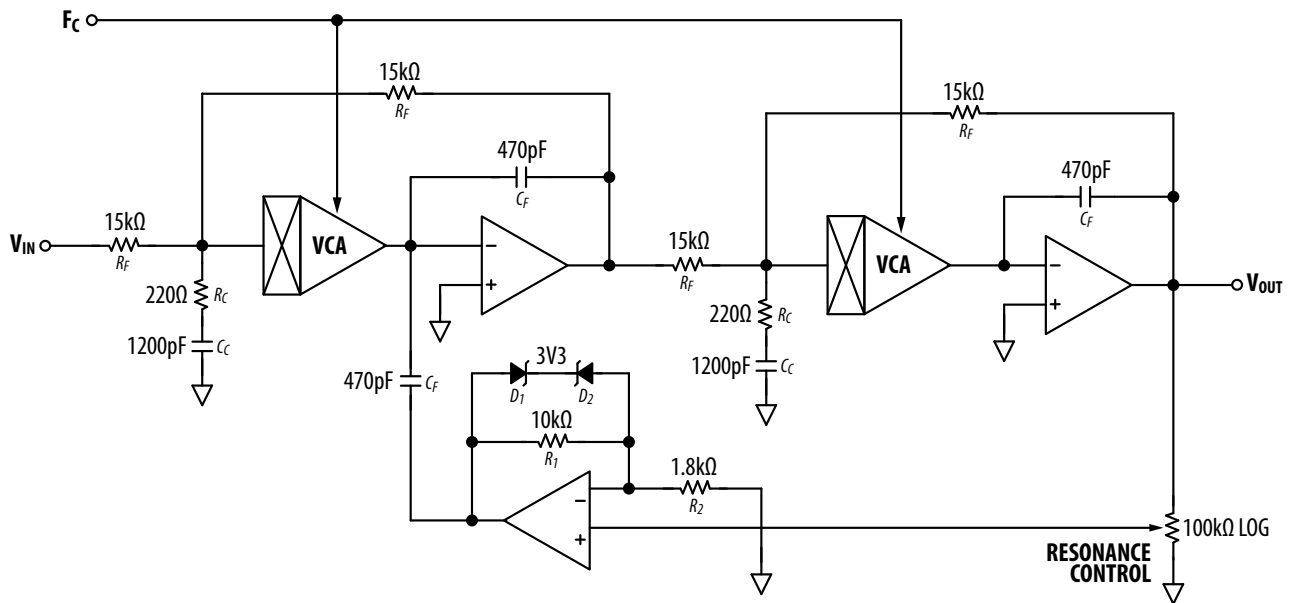 FC
15kΩ
RF
15kΩ
RF
470pF
CF
470pF
CF
VIN
15kΩ
RF
VCA
−
+
15kΩ
RF
VCA
−
+
VOUT
220Ω RC
1200pF CC
220Ω RC
1200pF CC
470pF CF
3V3
D1 D2
10kΩ
R1
1.8kΩ
R2
−
+
100kΩ LOG
RESONANCE
CONTROL